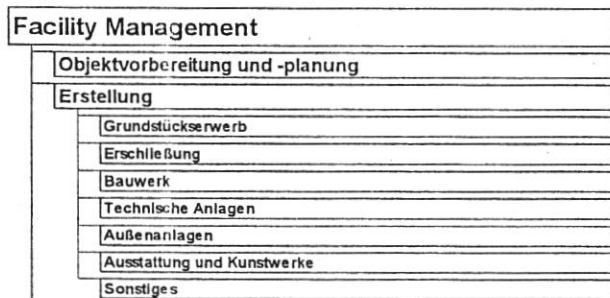 Facility Management
Objektvorbereitung und -planung
Erstellung
Grundstückserwerb
Erschließung
Bauwerk
Technische Anlagen
Außenanlagen
Ausstattung und Kunstwerke
Sonstiges